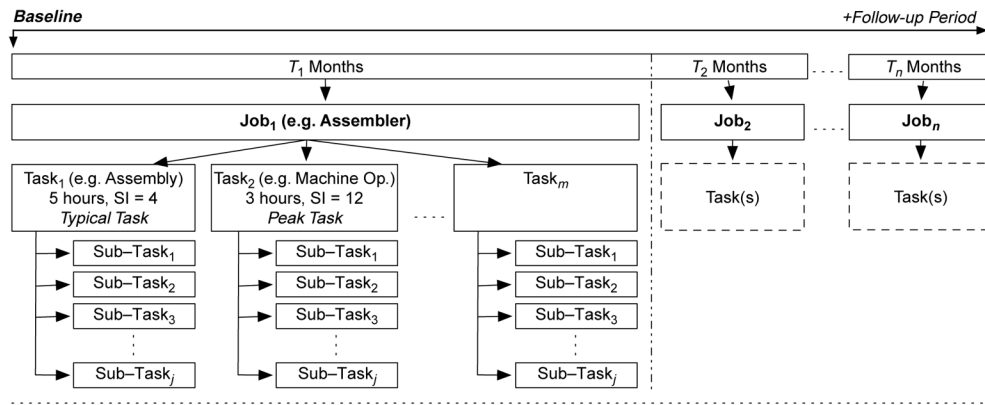 Baseline
+Follow-up Period
T₁ Months
T₂ Months
Tₙ Months
Job₁ (e.g. Assembler)
Job₂
Jobₙ
Task₁ (e.g. Assembly)
5 hours, SI = 4
Typical Task
Task₂ (e.g. Machine Op.)
3 hours, SI = 12
Peak Task
Taskₘ
Task(s)
Task(s)
Sub–Task₁
Sub–Task₂
Sub–Task₃
Sub–Taskⱼ
Sub–Task₁
Sub–Task₂
Sub–Task₃
Sub–Taskⱼ
Sub–Task₁
Sub–Task₂
Sub–Task₃
Sub–Taskⱼ